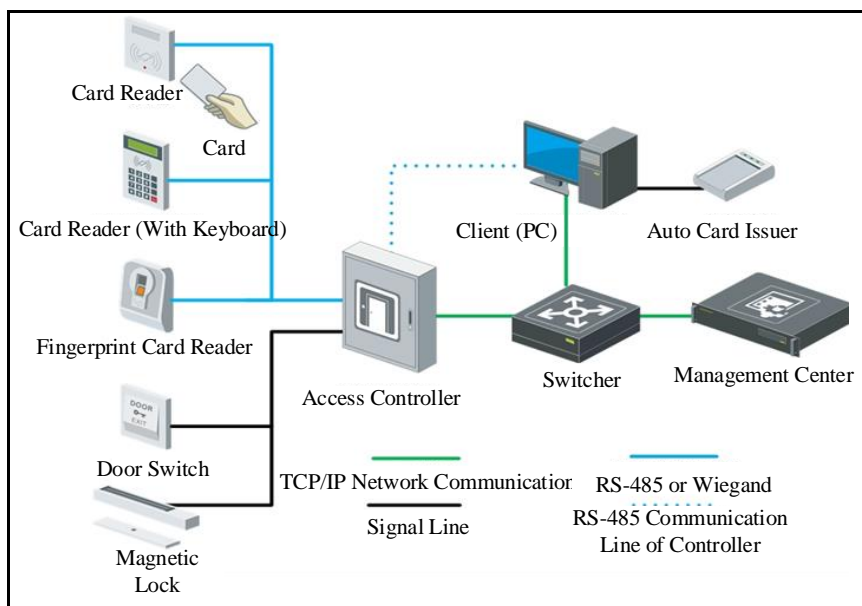 Card Reader
Card
Card Reader (With Keyboard)
Client (PC)
Auto Card Issuer
Fingerprint Card Reader
Access Controller
Switcher
Management Center
DOOR
EXIT
Door Switch
TCP/IP Network Communication
RS-485 or Wiegand
Signal Line
RS-485 Communication
Line of Controller
Magnetic
Lock